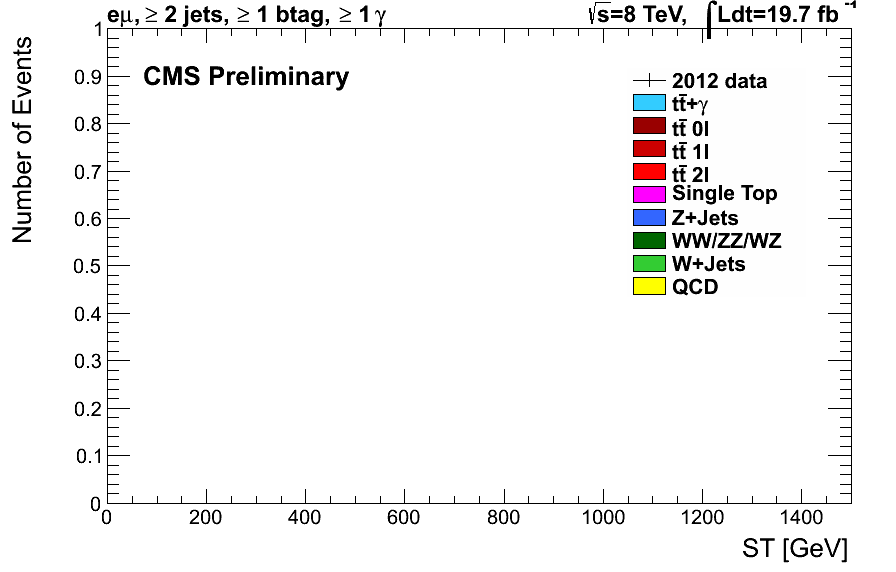 eμ, ≥ 2 jets, ≥ 1 btag, ≥ 1 γ
√s=8 TeV, ∫Ldt=19.7 fb⁻¹
CMS Preliminary
Number of Events
1
0.9
0.8
0.7
0.6
0.5
0.4
0.3
0.2
0.1
0
2012 data
tt̄+γ
tt̄ 0l
tt̄ 1l
tt̄ 2l
Single Top
Z+Jets
WW/ZZ/WZ
W+Jets
QCD
0 200 400 600 800 1000 1200 1400
ST [GeV]